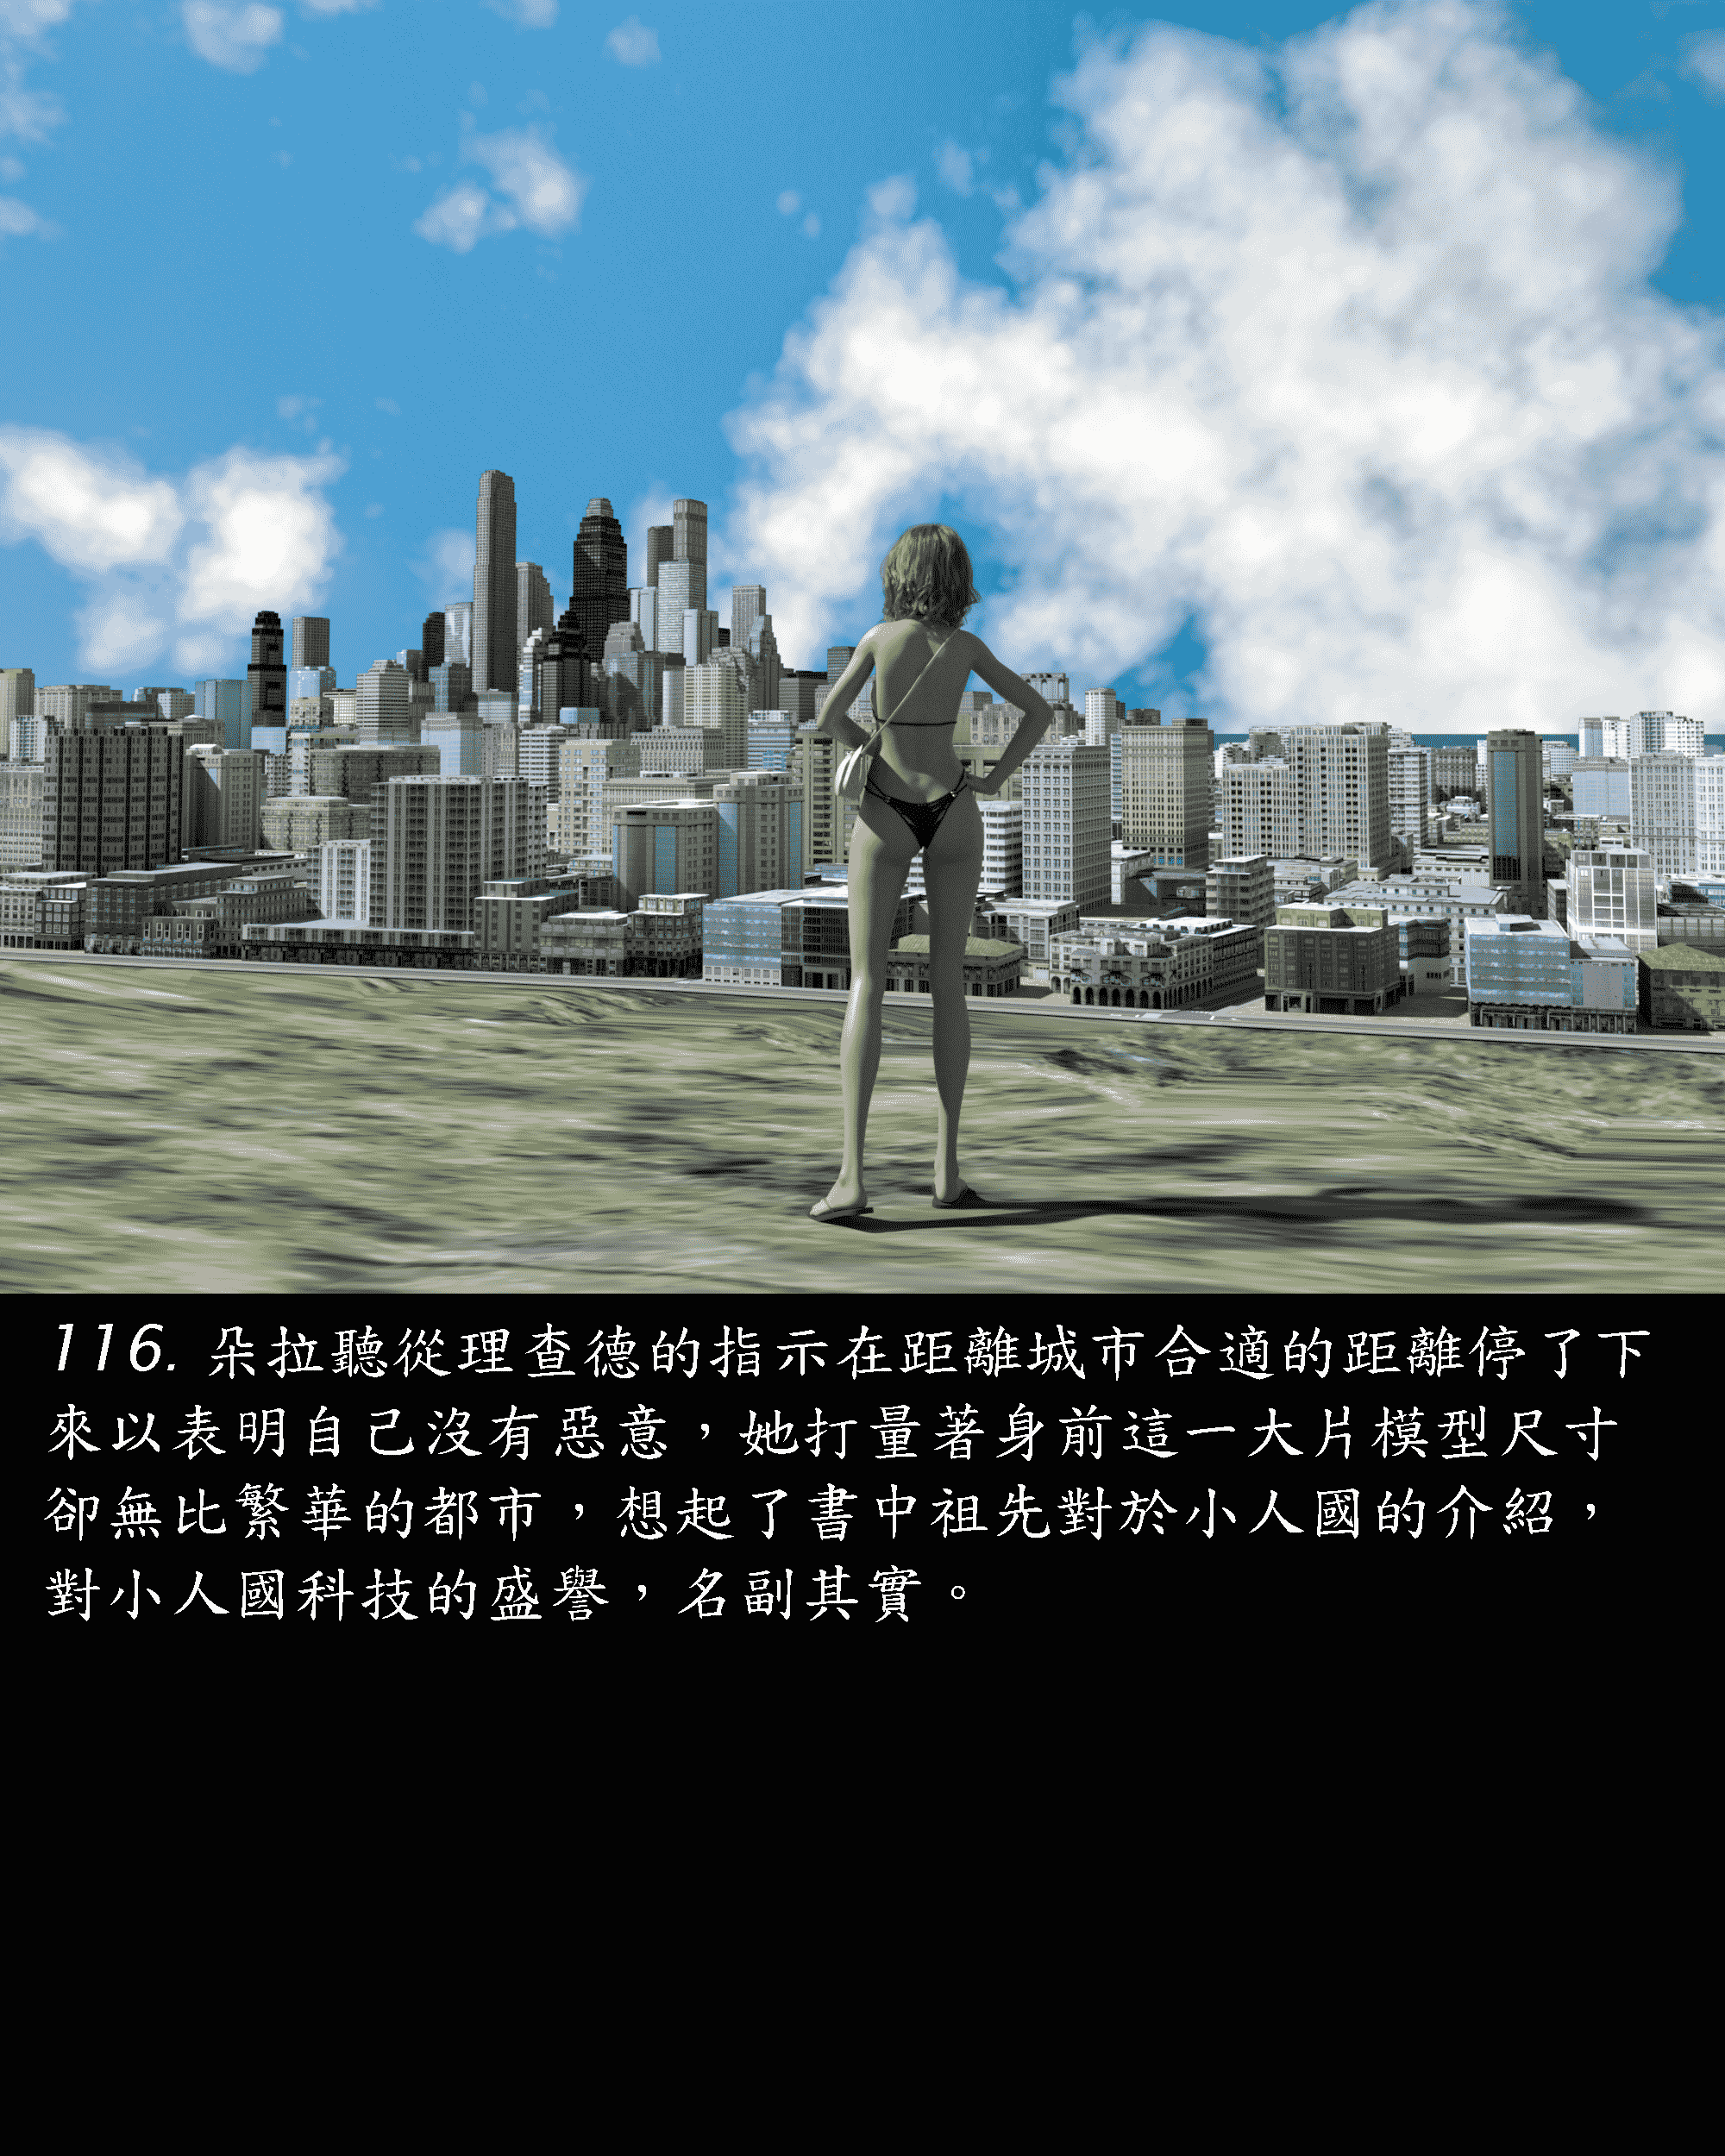 116. 朵拉聽從理查德的指示在距離城市合適的距離停了下
來以表明自己沒有惡意，她打量著身前這一大片模型尺寸
卻無比繁華的都市，想起了書中祖先對於小人國的介紹，
對小人國科技的盛譽，名副其實。